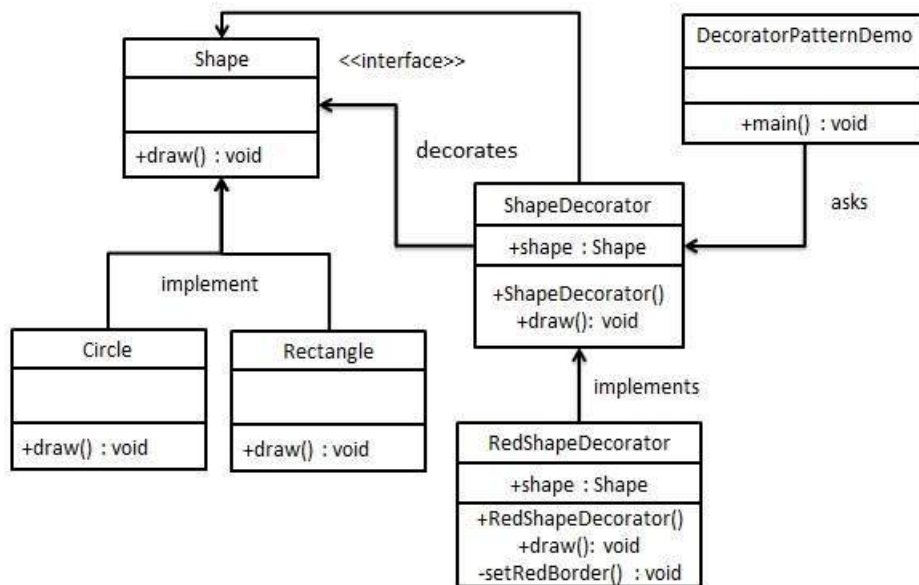 Shape
+draw() : void
<<interface>>
DecoratorPatternDemo
+main() : void
decorates
asks
ShapeDecorator
+shape : Shape
+ShapeDecorator()
+draw(): void
implement
Circle
+draw() : void
Rectangle
+draw() : void
implements
RedShapeDecorator
+shape : Shape
+RedShapeDecorator()
+draw(): void
-setRedBorder() : void